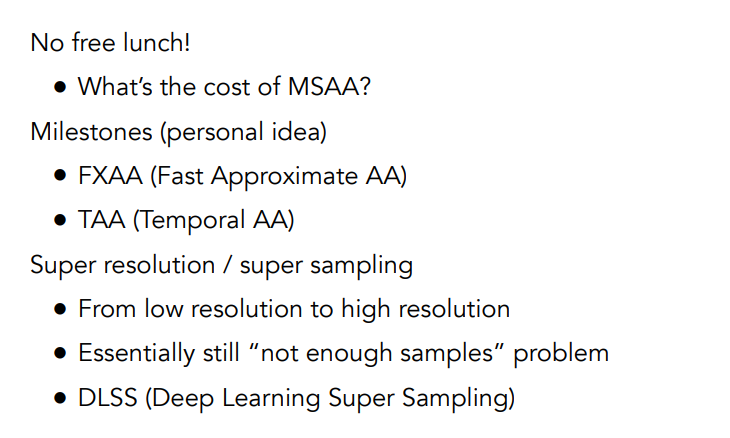 No free lunch!
• What’s the cost of MSAA?
Milestones (personal idea)
• FXAA (Fast Approximate AA)
• TAA (Temporal AA)
Super resolution / super sampling
• From low resolution to high resolution
• Essentially still “not enough samples” problem
• DLSS (Deep Learning Super Sampling)